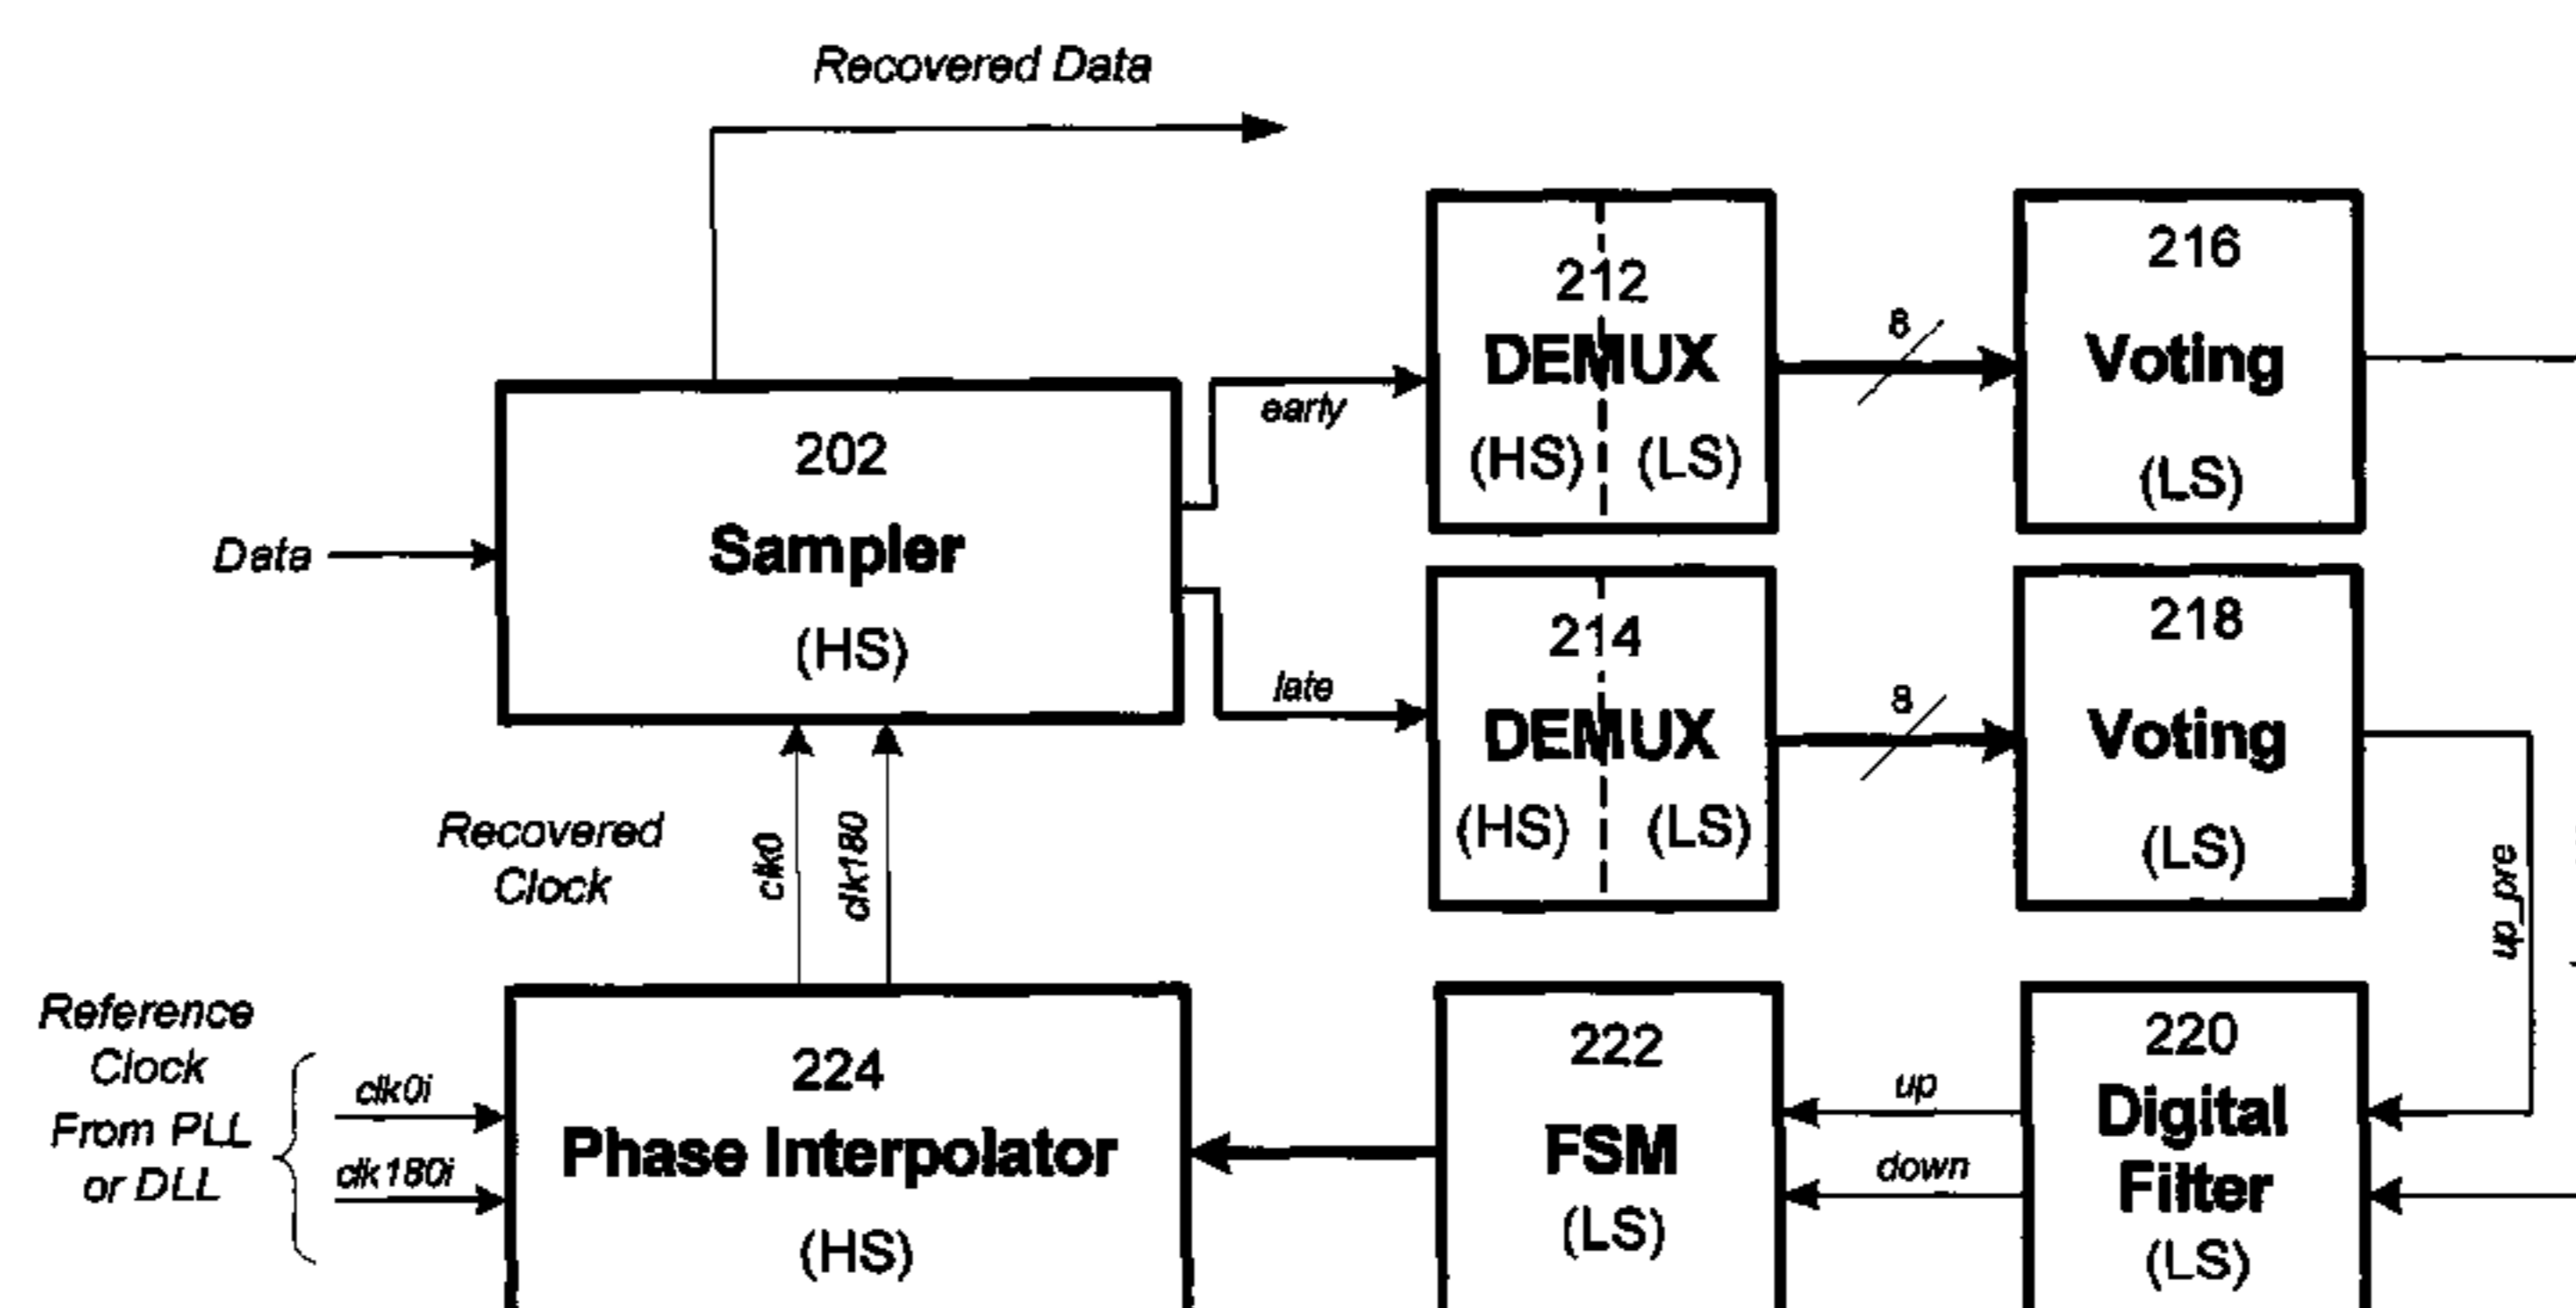 Recovered Data
202
Sampler
(HS)
Data
early
late
212
DEMUX
(HS) (LS)
8
216
Voting
(LS)
214
DEMUX
(HS) (LS)
8
218
Voting
(LS)
up_pre
Recovered
Clock
clk0
clk180
Reference
Clock
From PLL
or DLL
clk0i
clk180i
224
Phase Interpolator
(HS)
222
FSM
(LS)
up
down
220
Digital
Filter
(LS)